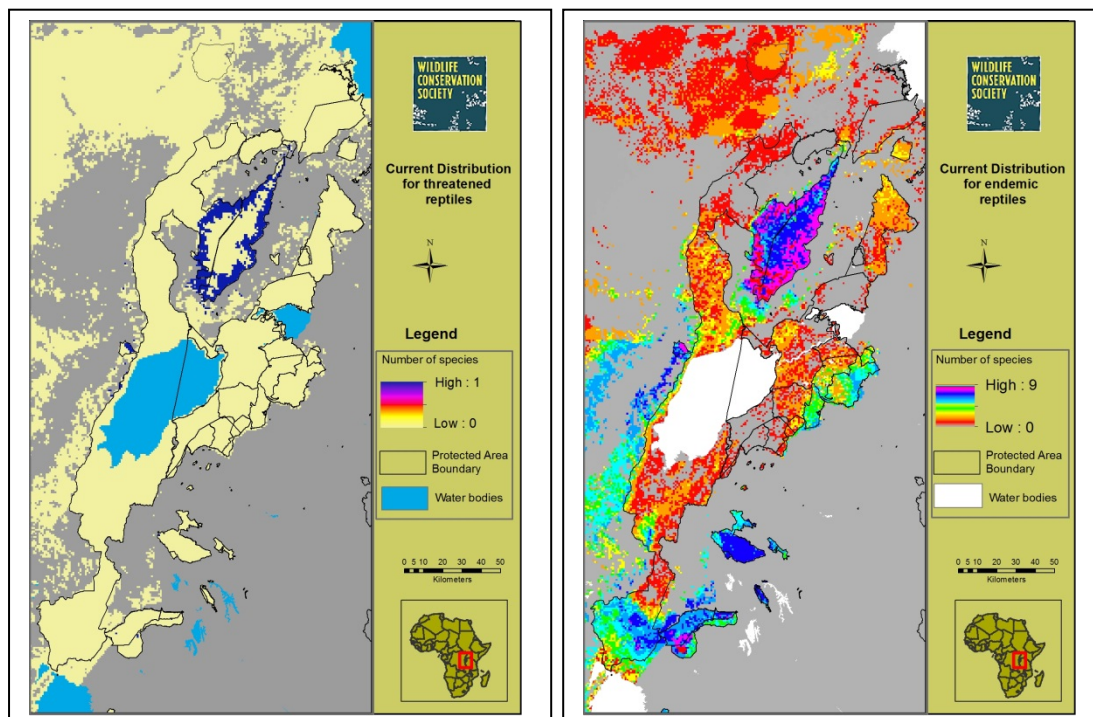 WILDLIFE
CONSERVATION
SOCIETY
Current Distribution
for threatened
reptiles
N
Legend
Number of species
High : 1
Low : 0
Protected Area
Boundary
Water bodies
0 5 10 20 30 40 50
Kilometers
WILDLIFE
CONSERVATION
SOCIETY
Current Distribution
for endemic
reptiles
N
Legend
Number of species
High : 9
Low : 0
Protected Area
Boundary
Water bodies
0 5 10 20 30 40 50
Kilometers